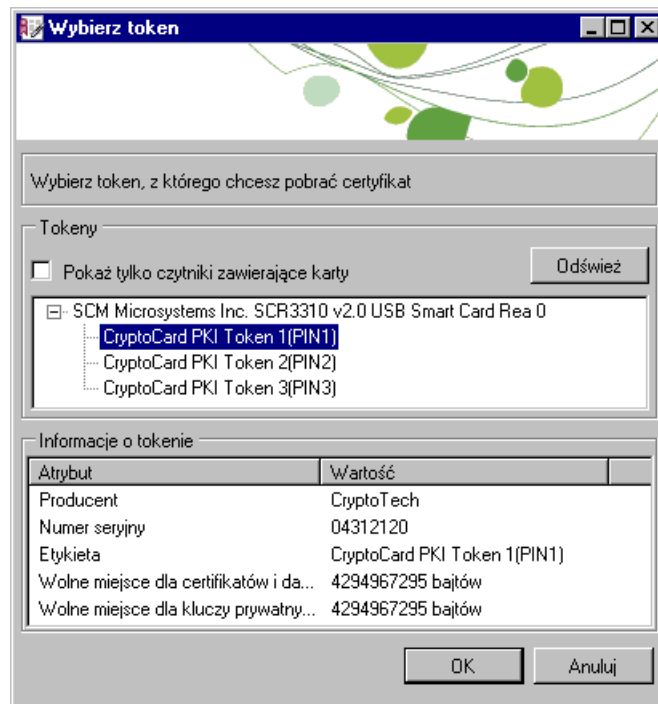 Wybierz token
Wybierz token, z którego chcesz pobrać certyfikat
Tokeny
Pokaż tylko czytniki zawierające karty
Odśwież
SCM Microsystems Inc. SCR3310 v2.0 USB Smart Card Rea 0
CryptoCard PKI Token 1(PIN1)
CryptoCard PKI Token 2(PIN2)
CryptoCard PKI Token 3(PIN3)
Informacje o tokenie
Atrybut Wartość
Producent CryptoTech
Numer seryjny 04312120
Etykieta CryptoCard PKI Token 1(PIN1)
Wolne miejsce dla certifikatów i da... 4294967295 bajtów
Wolne miejsce dla kluczy prywatny... 4294967295 bajtów
OK Anuluj